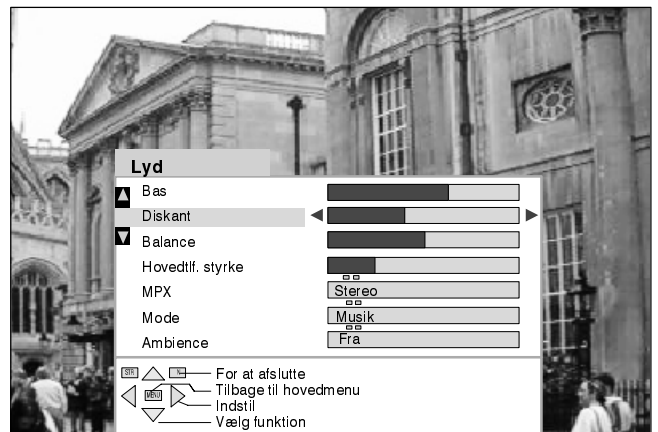 Lyd
Bas
Diskant
Balance
Hovedtlf. styrke
MPX Stereo
Mode Musik
Ambience Fra
STR N For at afslutte
Tilbage til hovedmenu
MENU Indstil
Vælg funktion